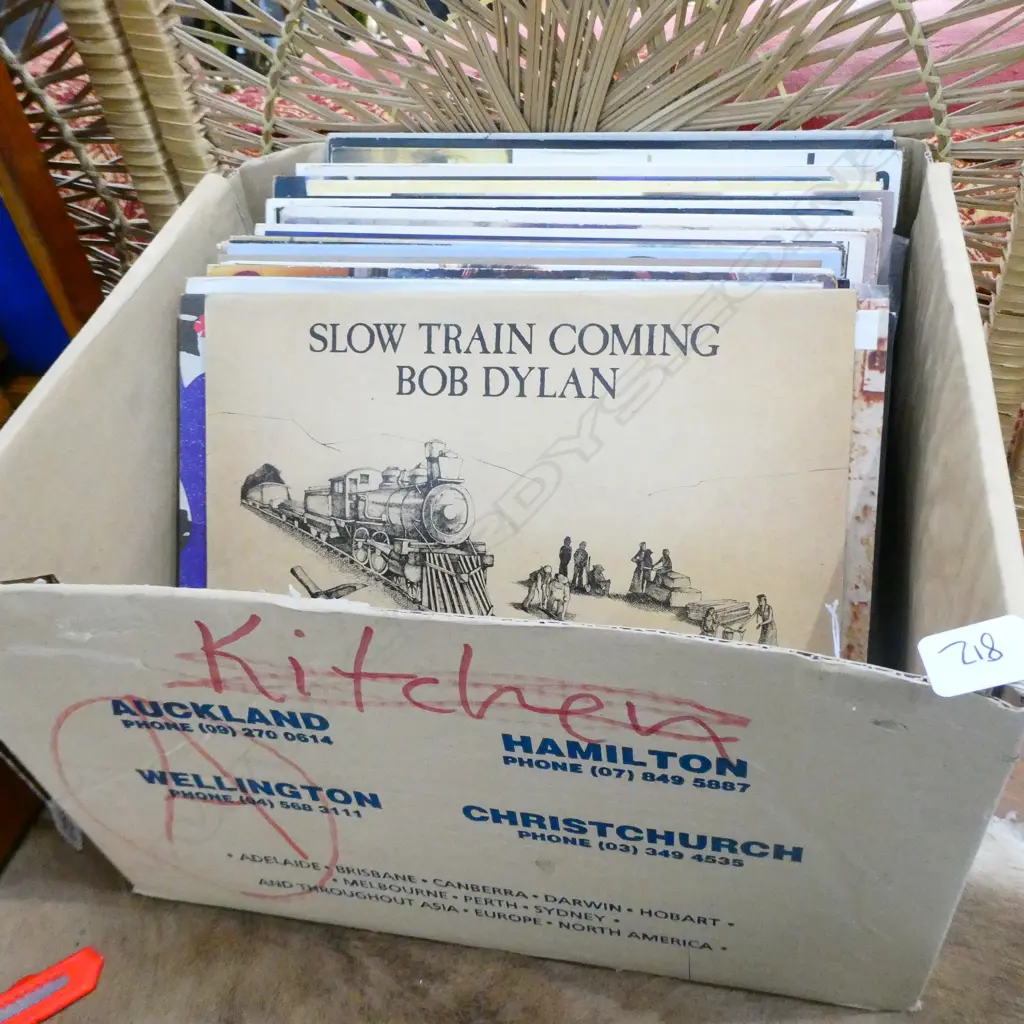 SLOW TRAIN COMING
BOB DYLAN
218
Kitchen
AUCKLAND
PHONE (09) 270 0614
HAMILTON
PHONE (07) 849 5887
WELLINGTON
PHONE (04) 568 3111
CHRISTCHURCH
PHONE (03) 349 4535
• ADELAIDE • BRISBANE • CANBERRA • DARWIN • HOBART •
• MELBOURNE • PERTH • SYDNEY •
AND THROUGHOUT ASIA • EUROPE • NORTH AMERICA •